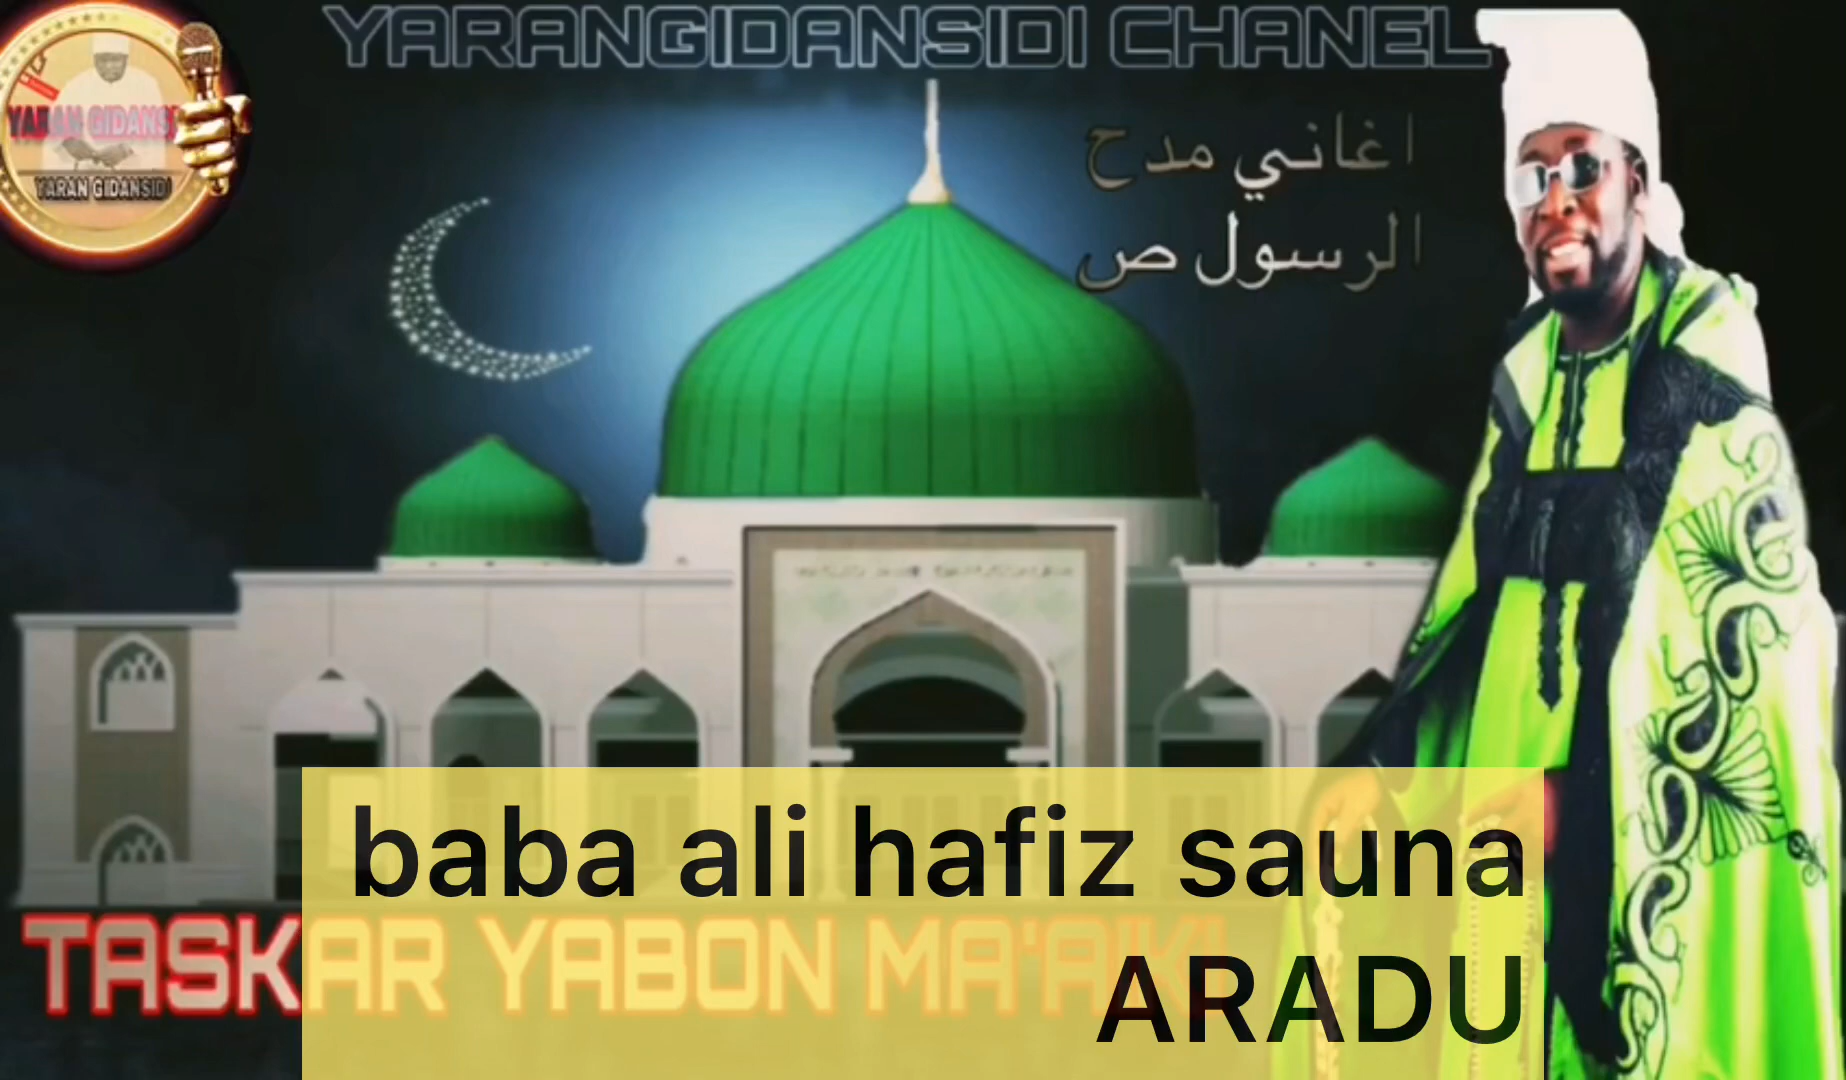 YARANGIDANSIDI CHANEL
YARAN GIDANSI
YARAN GIDANSIDI
اغاني مدح
الرسول ص
baba ali hafiz sauna
TASKAR YABON MA'AIKI
ARADU